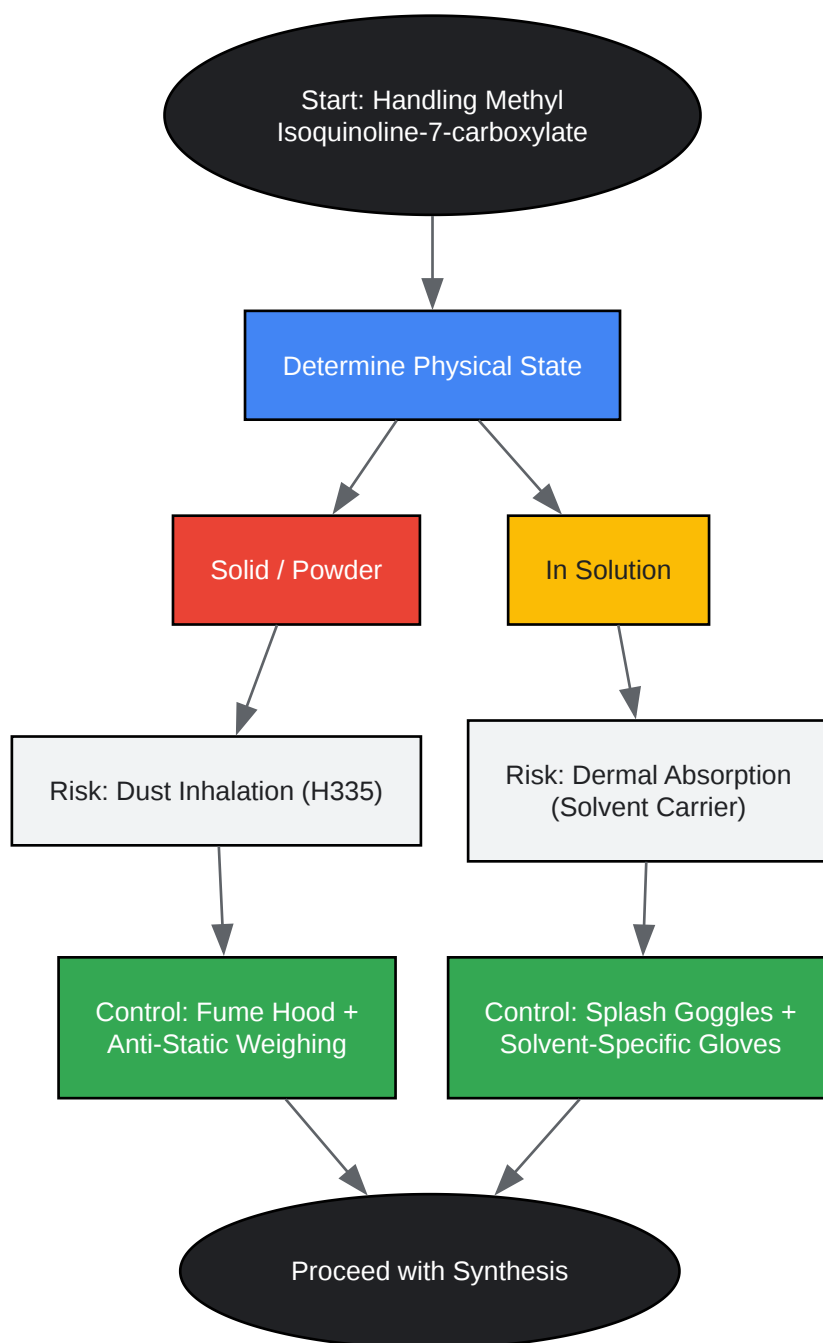 Start: Handling Methyl
Isoquinoline-7-carboxylate
Determine Physical State
Solid / Powder
In Solution
Risk: Dust Inhalation (H335)
Risk: Dermal Absorption
(Solvent Carrier)
Control: Fume Hood +
Anti-Static Weighing
Control: Splash Goggles +
Solvent-Specific Gloves
Proceed with Synthesis